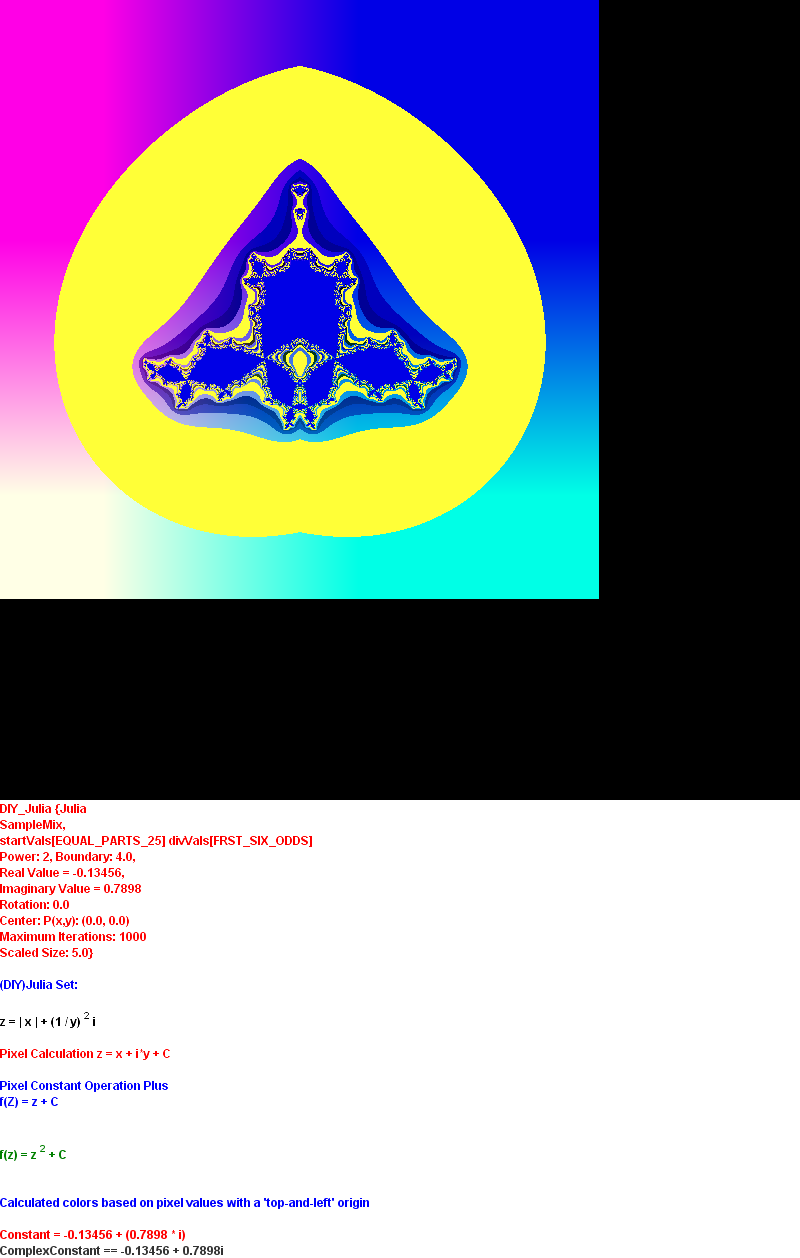 DIY_Julia {Julia
SampleMix,
startVals[EQUAL_PARTS_25] divVals[FRST_SIX_ODDS]
Power: 2, Boundary: 4.0,
Real Value = -0.13456,
Imaginary Value = 0.7898
Rotation: 0.0
Center: P(x,y): (0.0, 0.0)
Maximum Iterations: 1000
Scaled Size: 5.0}
(DIY)Julia Set:
z = | x | + (1 / y) ² i
Pixel Calculation z = x + i*y + C
Pixel Constant Operation Plus
f(Z) = z + C
f(z) = z ² + C
Calculated colors based on pixel values with a 'top-and-left' origin
Constant = -0.13456 + (0.7898 * i)
ComplexConstant == -0.13456 + 0.7898i